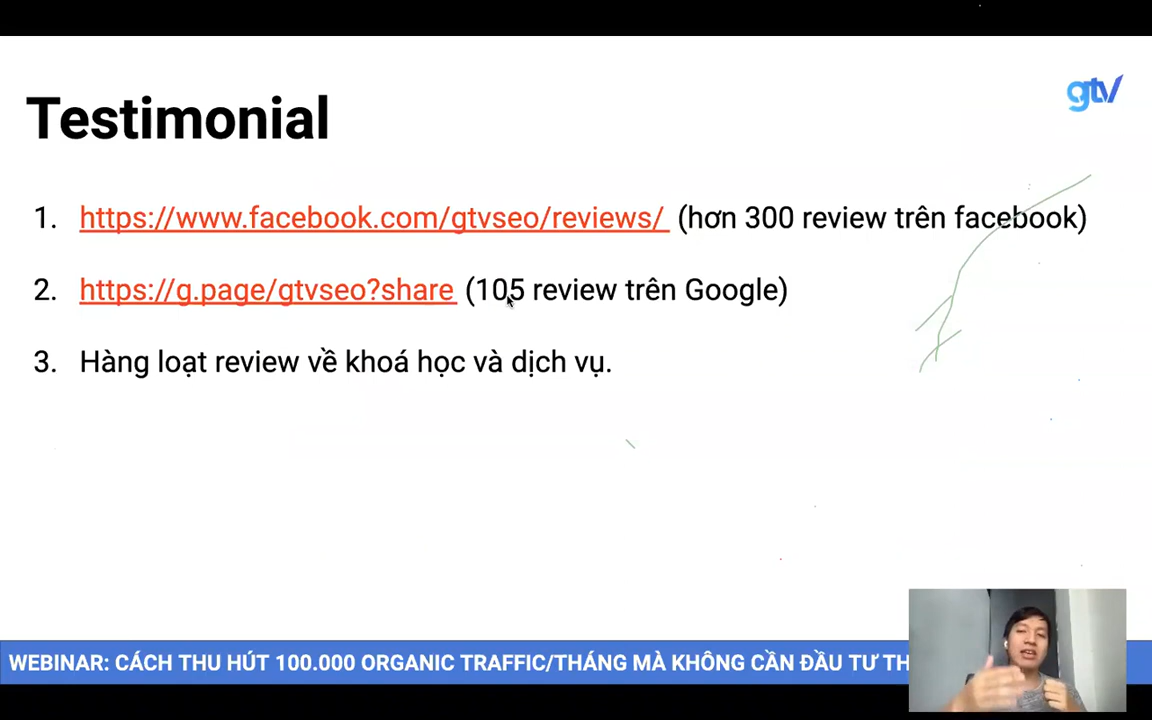 gtv
Testimonial
1. https://www.facebook.com/gtvseo/reviews/ (hơn 300 review trên facebook)
2. https://g.page/gtvseo?share (105 review trên Google)
3. Hàng loạt review về khoá học và dịch vụ.
WEBINAR: CÁCH THU HÚT 100.000 ORGANIC TRAFFIC/THÁNG MÀ KHÔNG CẦN ĐẦU TƯ TH